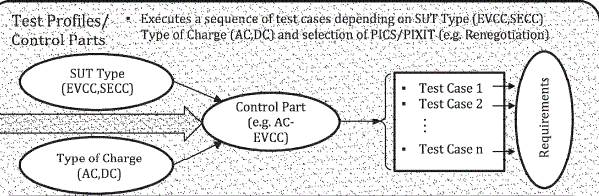 Test Profiles/
Control Parts
• Executes a sequence of test cases depending on SUT Type (EVCC,SECC)
Type of Charge (AC,DC) and selection of PICS/PIXIT (e.g. Renegotiation)
SUT Type
(EVCC,SECC)
Control Part
(e.g. AC-
EVCC)
Type of Charge
(AC,DC)
▪ Test Case 1
▪ Test Case 2
⋮
▪ Test Case n
Requirements